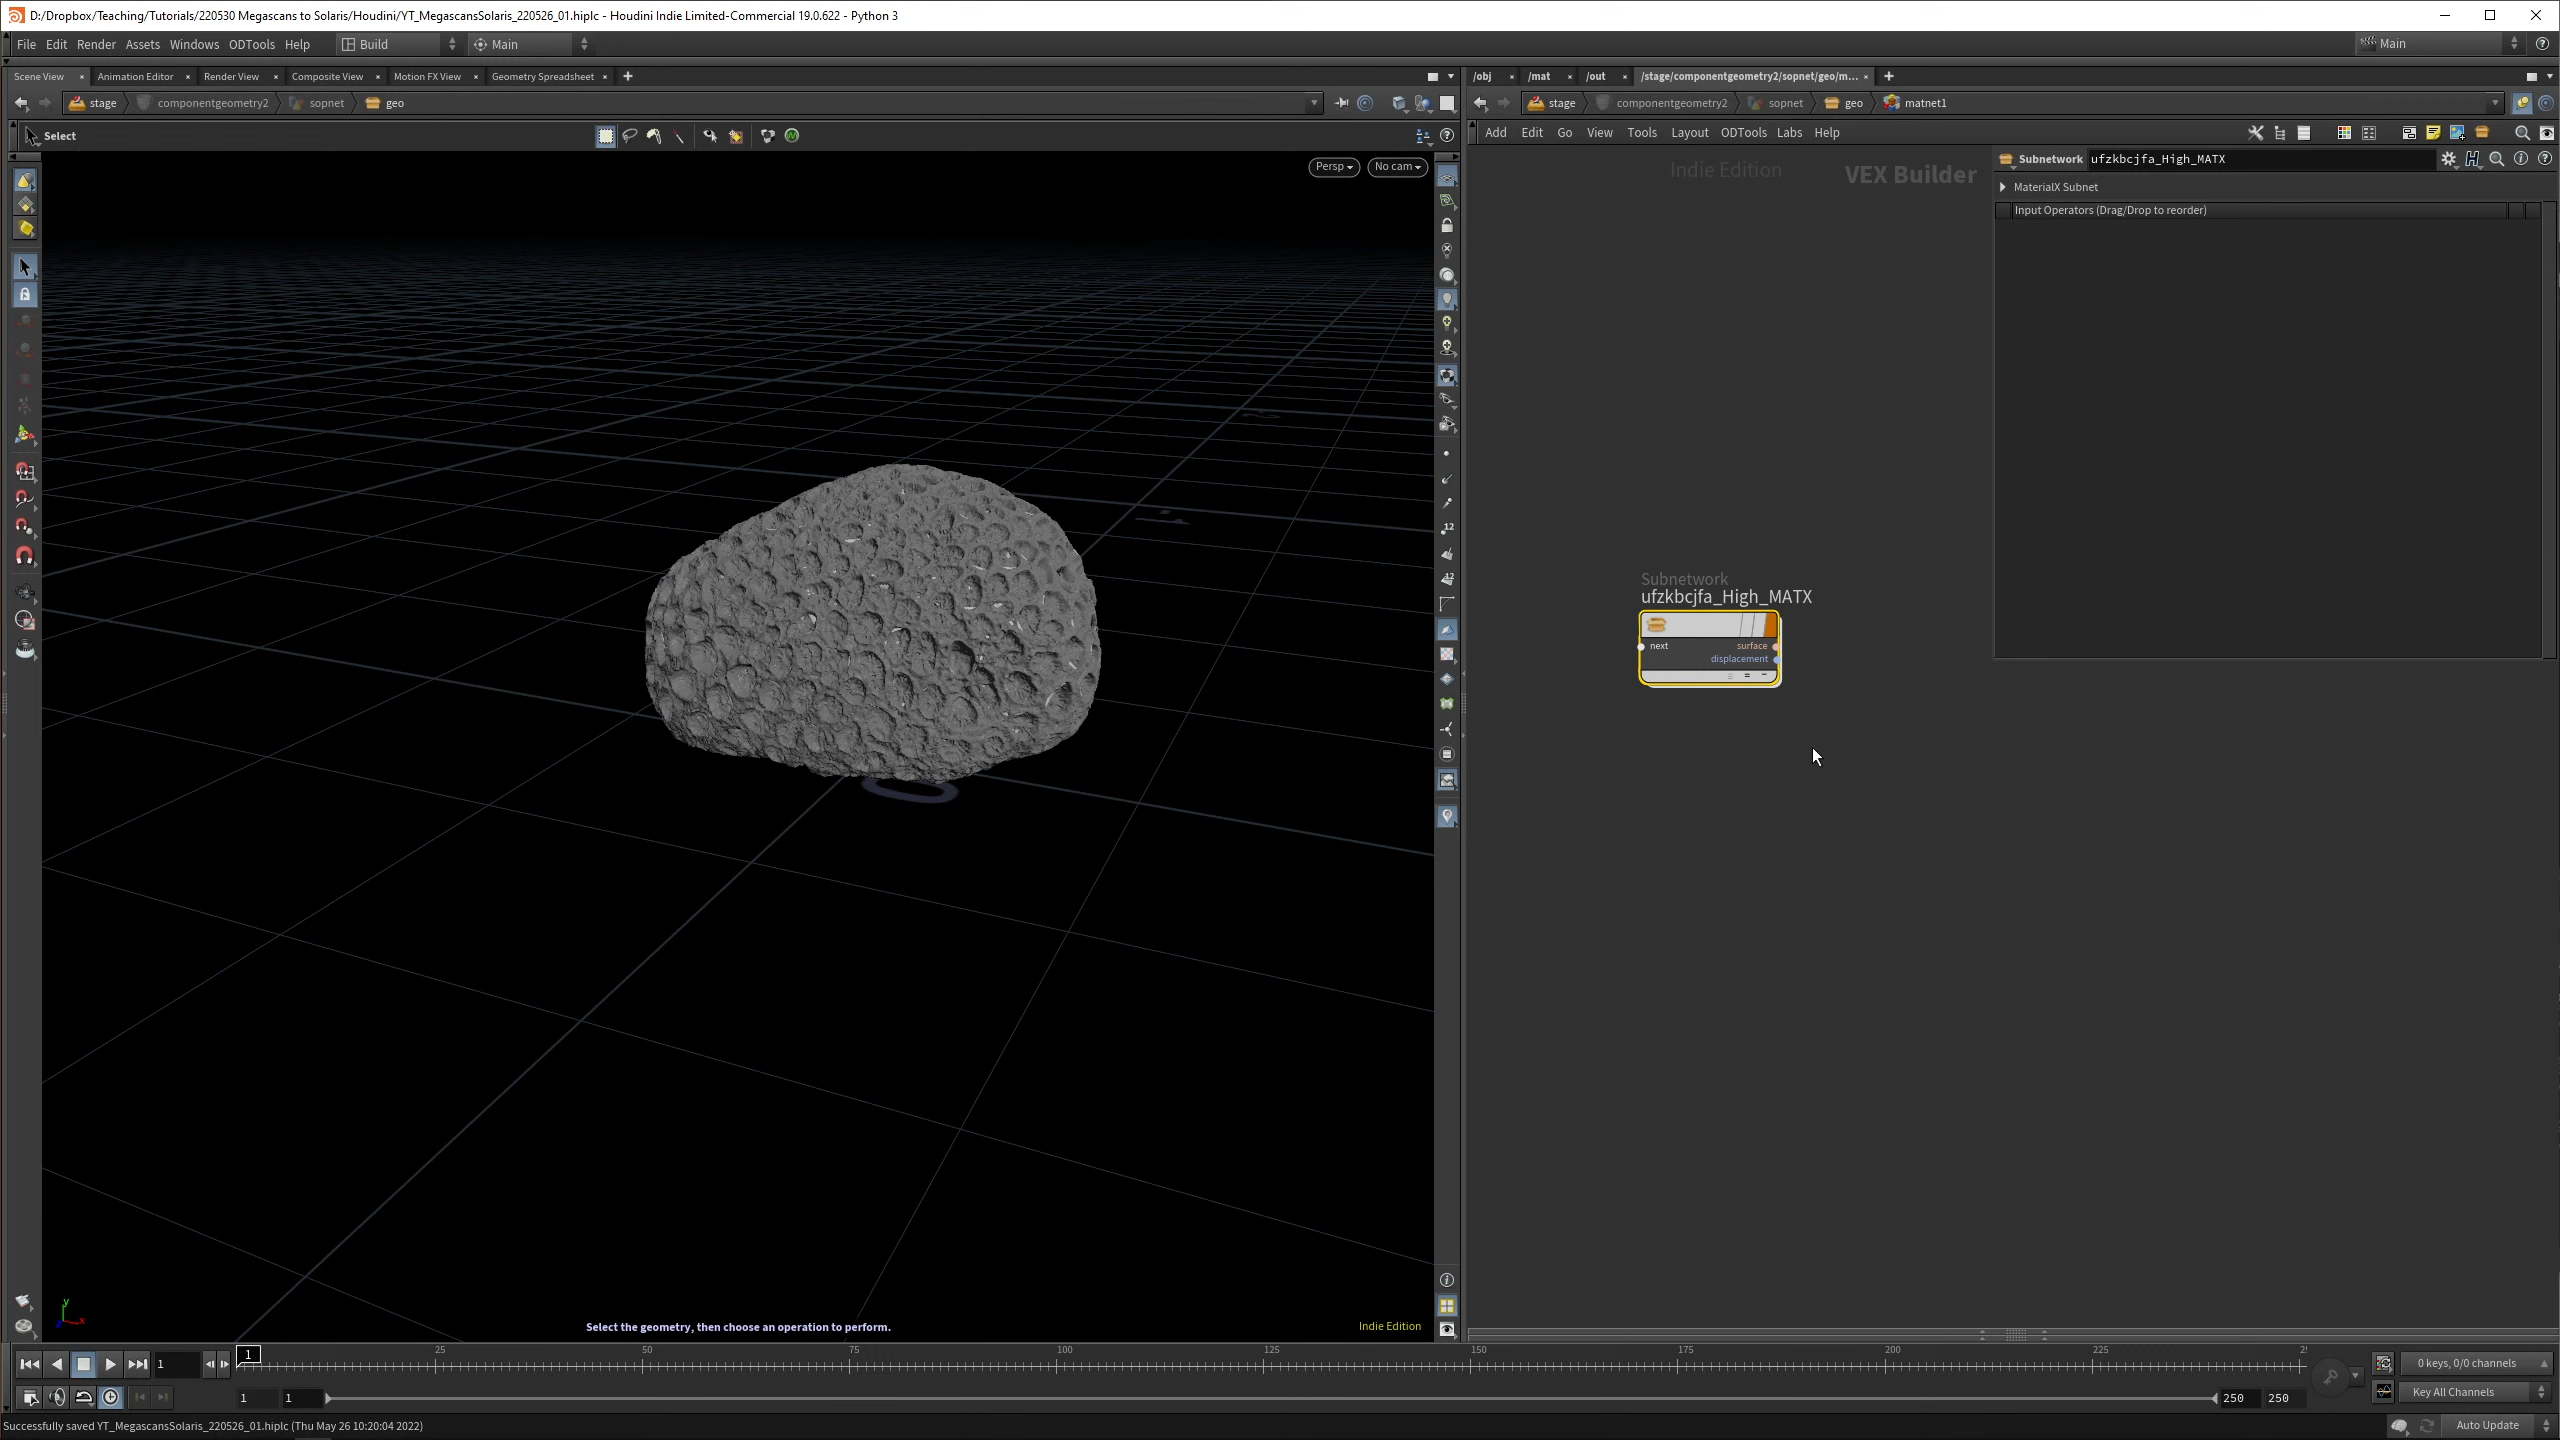 D:/Dropbox/Teaching/Tutorials/220530 Megascans to Solaris/Houdini/YT_MegascansSolaris_220526_01.hiplc - Houdini Indie Limited-Commercial 19.0.622 - Python 3
File Edit Render Assets Windows ODTools Help Build Main Main
Scene View Animation Editor Render View Composite View Motion FX View Geometry Spreadsheet
/obj /mat /out /stage/componentgeometry2/sopnet/geo/m...
stage componentgeometry2 sopnet geo
stage componentgeometry2 sopnet geo matnet1
Select
Add Edit Go View Tools Layout ODTools Labs Help
Persp No cam
Indie Edition
VEX Builder
Subnetwork ufzkbcjfa_High_MATX
MaterialX Subnet
Input Operators (Drag/Drop to reorder)
12
12
Subnetwork
ufzkbcjfa_High_MATX
next surface
displacement
y
x
Select the geometry, then choose an operation to perform.
Indie Edition
1 1 25 50 75 100 125 150 175 200 225
0 keys, 0/0 channels
1 1 250 250
Key All Channels
Successfully saved YT_MegascansSolaris_220526_01.hiplc (Thu May 26 10:20:04 2022)
Auto Update